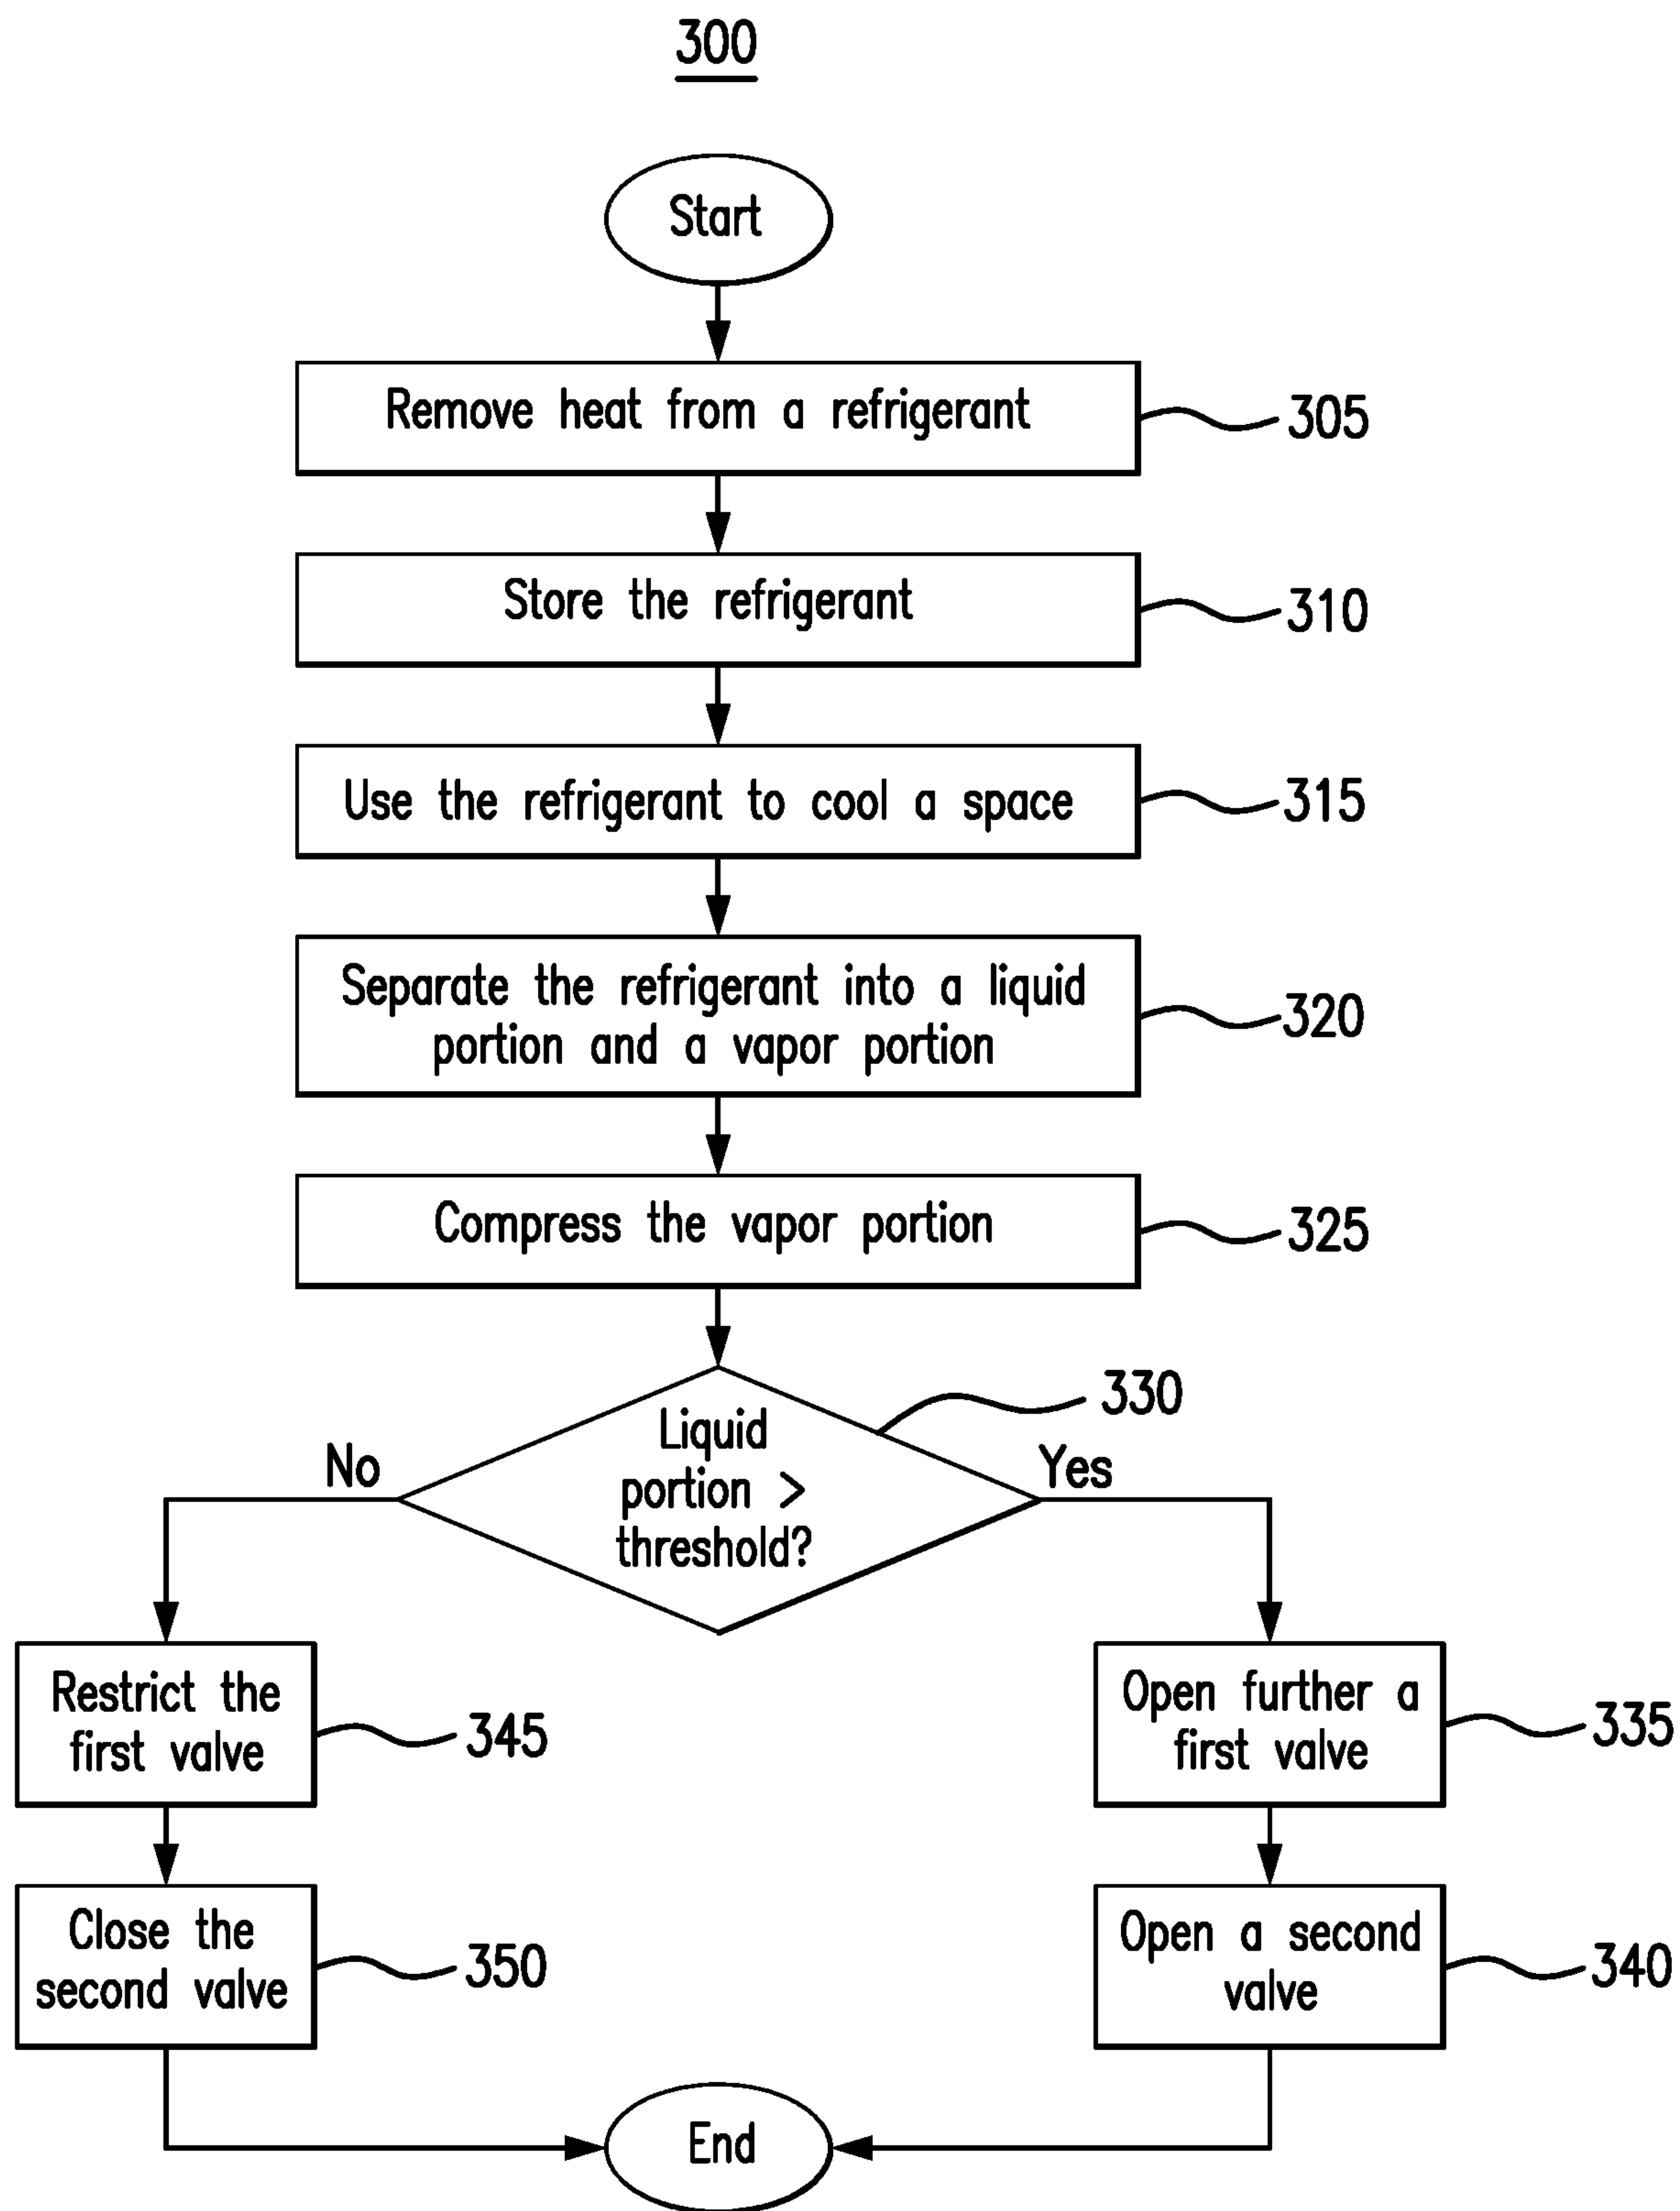 300
Start
Remove heat from a refrigerant
305
Store the refrigerant
310
Use the refrigerant to cool a space
315
Separate the refrigerant into a liquid
portion and a vapor portion
320
Compress the vapor portion
325
Liquid
portion >
threshold?
330
No
Yes
Restrict the
first valve
345
Open further a
first valve
335
Close the
second valve
350
Open a second
valve
340
End